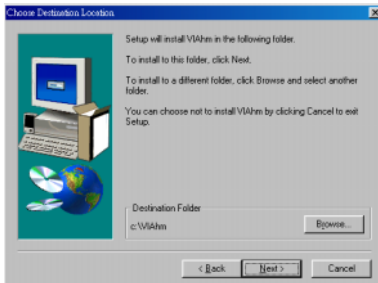 Choose Destination Location
Setup will install VIAhm in the following folder.
To install to this folder, click Next.
To install to a different folder, click Browse and select another
folder.
You can choose not to install VIAhm by clicking Cancel to exit
Setup.
Destination Folder
c:\VIAhm
Browse...
< Back
Next >
Cancel